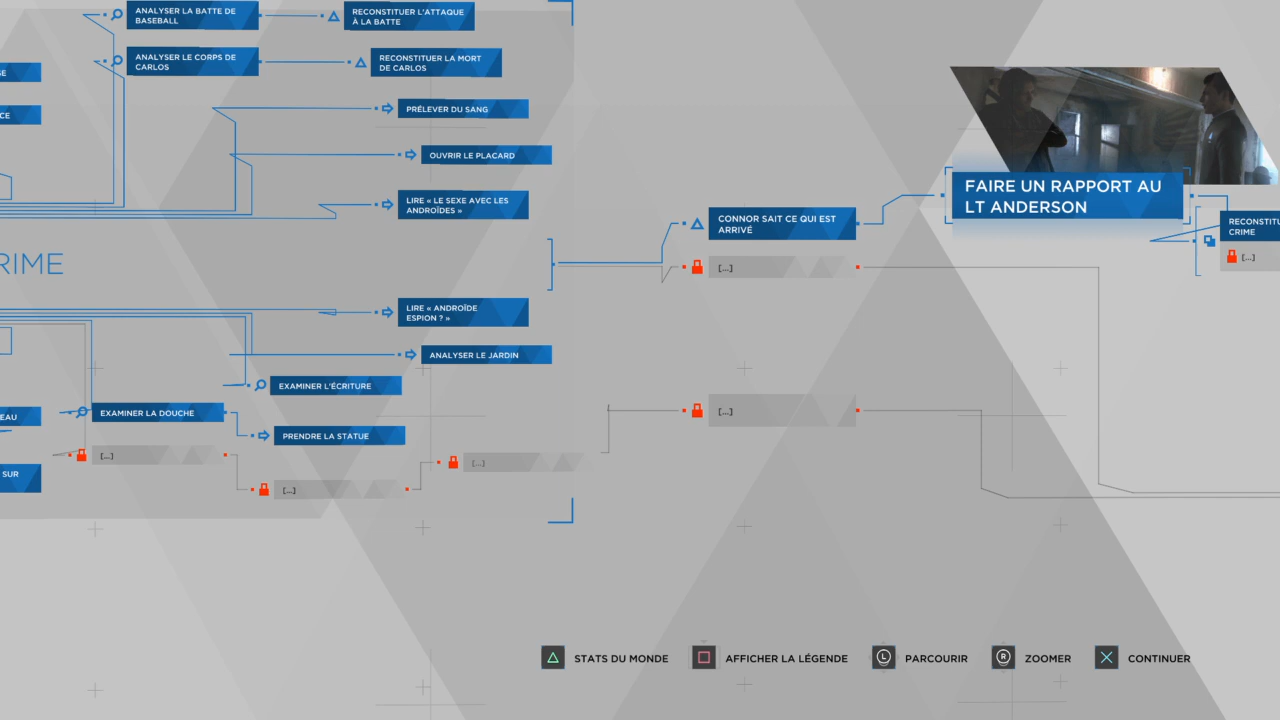 ANALYSER LA BATTE DE
BASEBALL
RECONSTITUER L'ATTAQUE
À LA BATTE
ANALYSER LE CORPS DE
CARLOS
RECONSTITUER LA MORT
DE CARLOS
PRÉLEVER DU SANG
OUVRIR LE PLACARD
LIRE « LE SEXE AVEC LES
ANDROÏDES »
FAIRE UN RAPPORT AU
LT ANDERSON
CONNOR SAIT CE QUI EST
ARRIVÉ
[...]
CRIME
[...]
RIME
LIRE « ANDROÏDE
ESPION ? »
ANALYSER LE JARDIN
EXAMINER L'ÉCRITURE
EAU
EXAMINER LA DOUCHE
PRENDRE LA STATUE
[...]
[...]
[...]
[...]
SUR
STATS DU MONDE
AFFICHER LA LÉGENDE
L
PARCOURIR
R
ZOOMER
CONTINUER